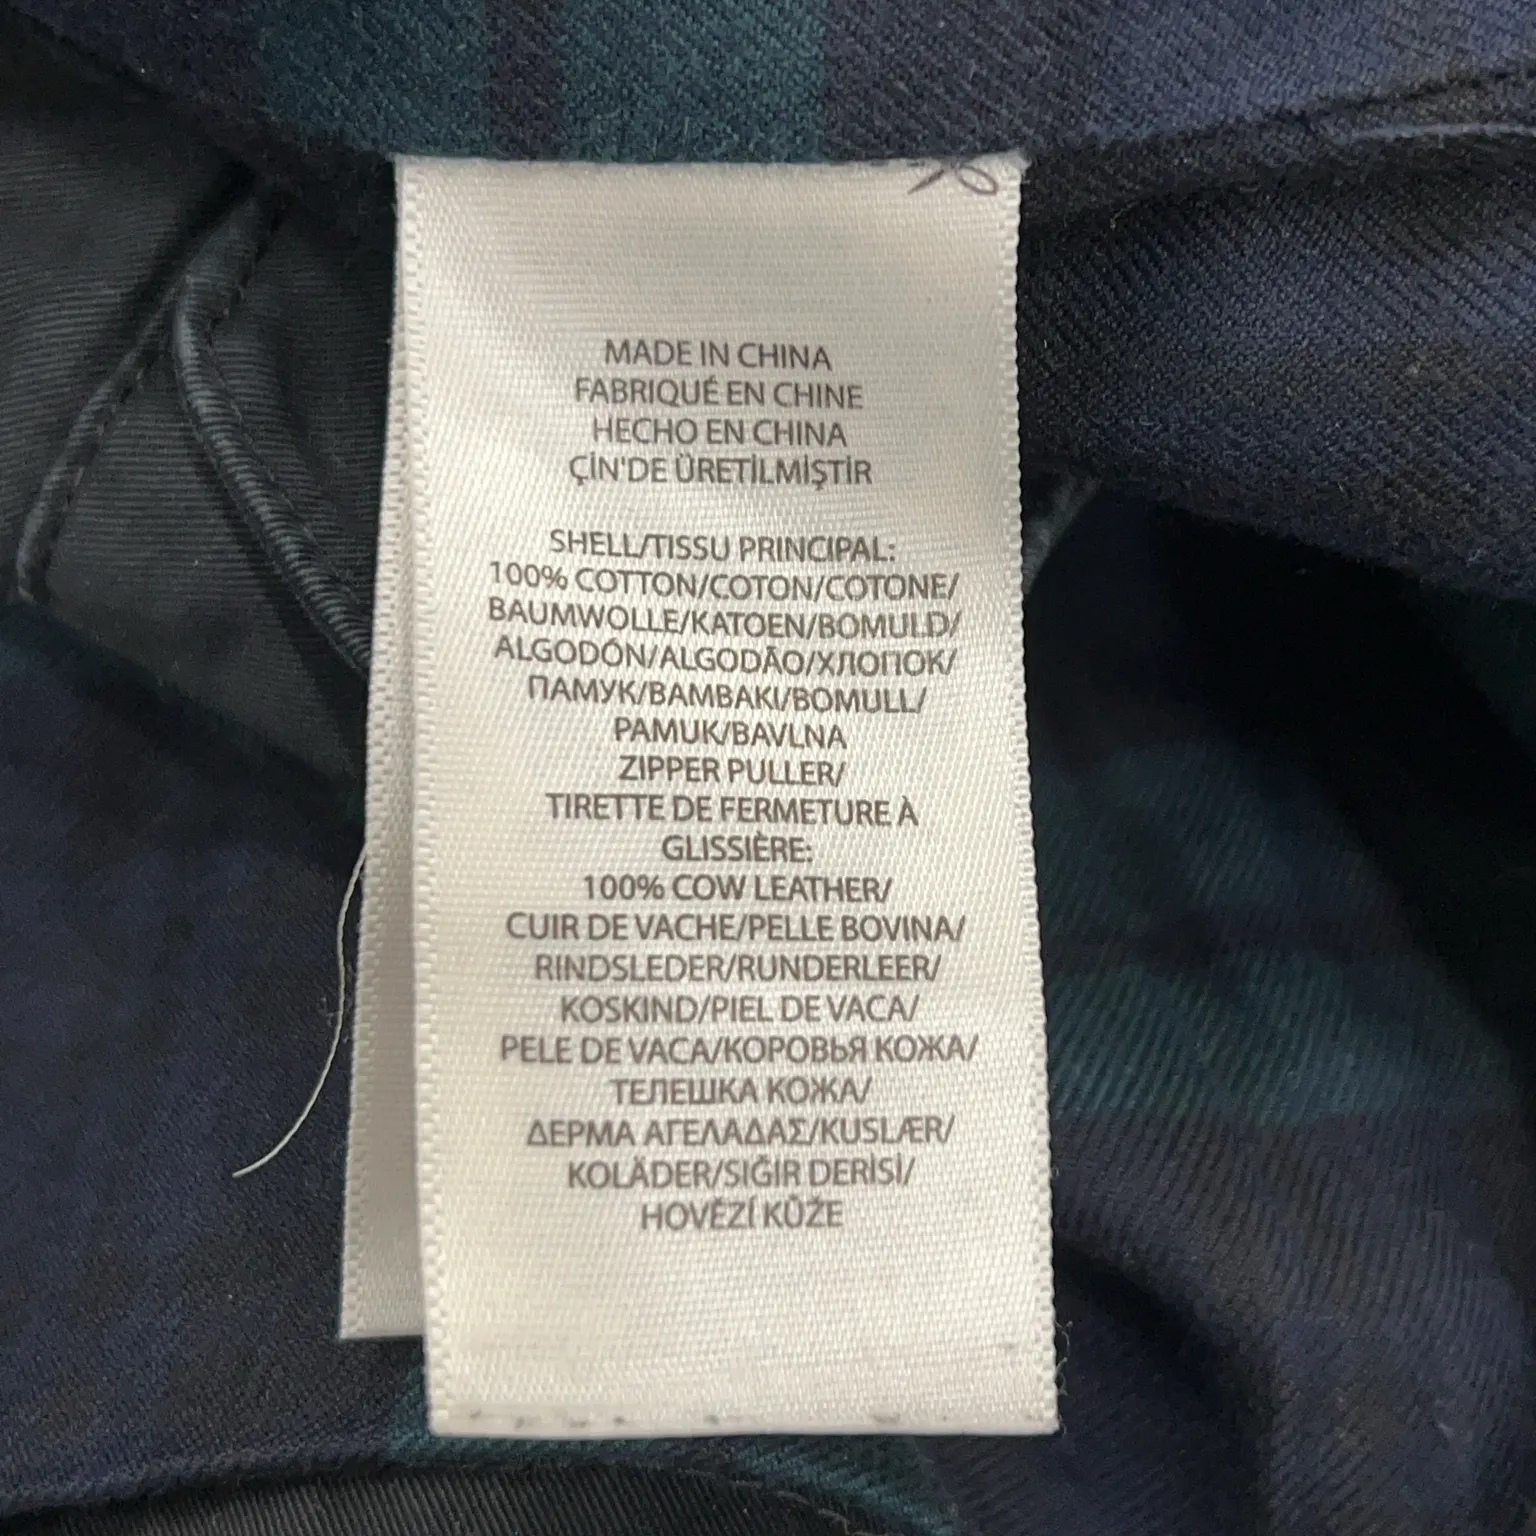 MADE IN CHINA
FABRIQUÉ EN CHINE
HECHO EN CHINA
ÇİN'DE ÜRETİLMİŞTİR
SHELL/TISSU PRINCIPAL:
100% COTTON/COTON/COTONE/
BAUMWOLLE/KATOEN/BOMULD/
ALGODÓN/ALGODÃO/ХЛОПОК/
ПАМУК/BAMBAKI/BOMULL/
PAMUK/BAVLNA
ZIPPER PULLER/
TIRETTE DE FERMETURE À
GLISSIÈRE:
100% COW LEATHER/
CUIR DE VACHE/PELLE BOVINA/
RINDSLEDER/RUNDERLEER/
KOSKIND/PIEL DE VACA/
PELE DE VACA/КОРОВЬЯ КОЖА/
ТЕЛЕШКА КОЖА/
ΔΕΡΜΑ ΑΓΕΛΑΔΑΣ/KUSLÆR/
KOLÄDER/SIĞIR DERİSİ/
HOVĚZÍ KŮŽE